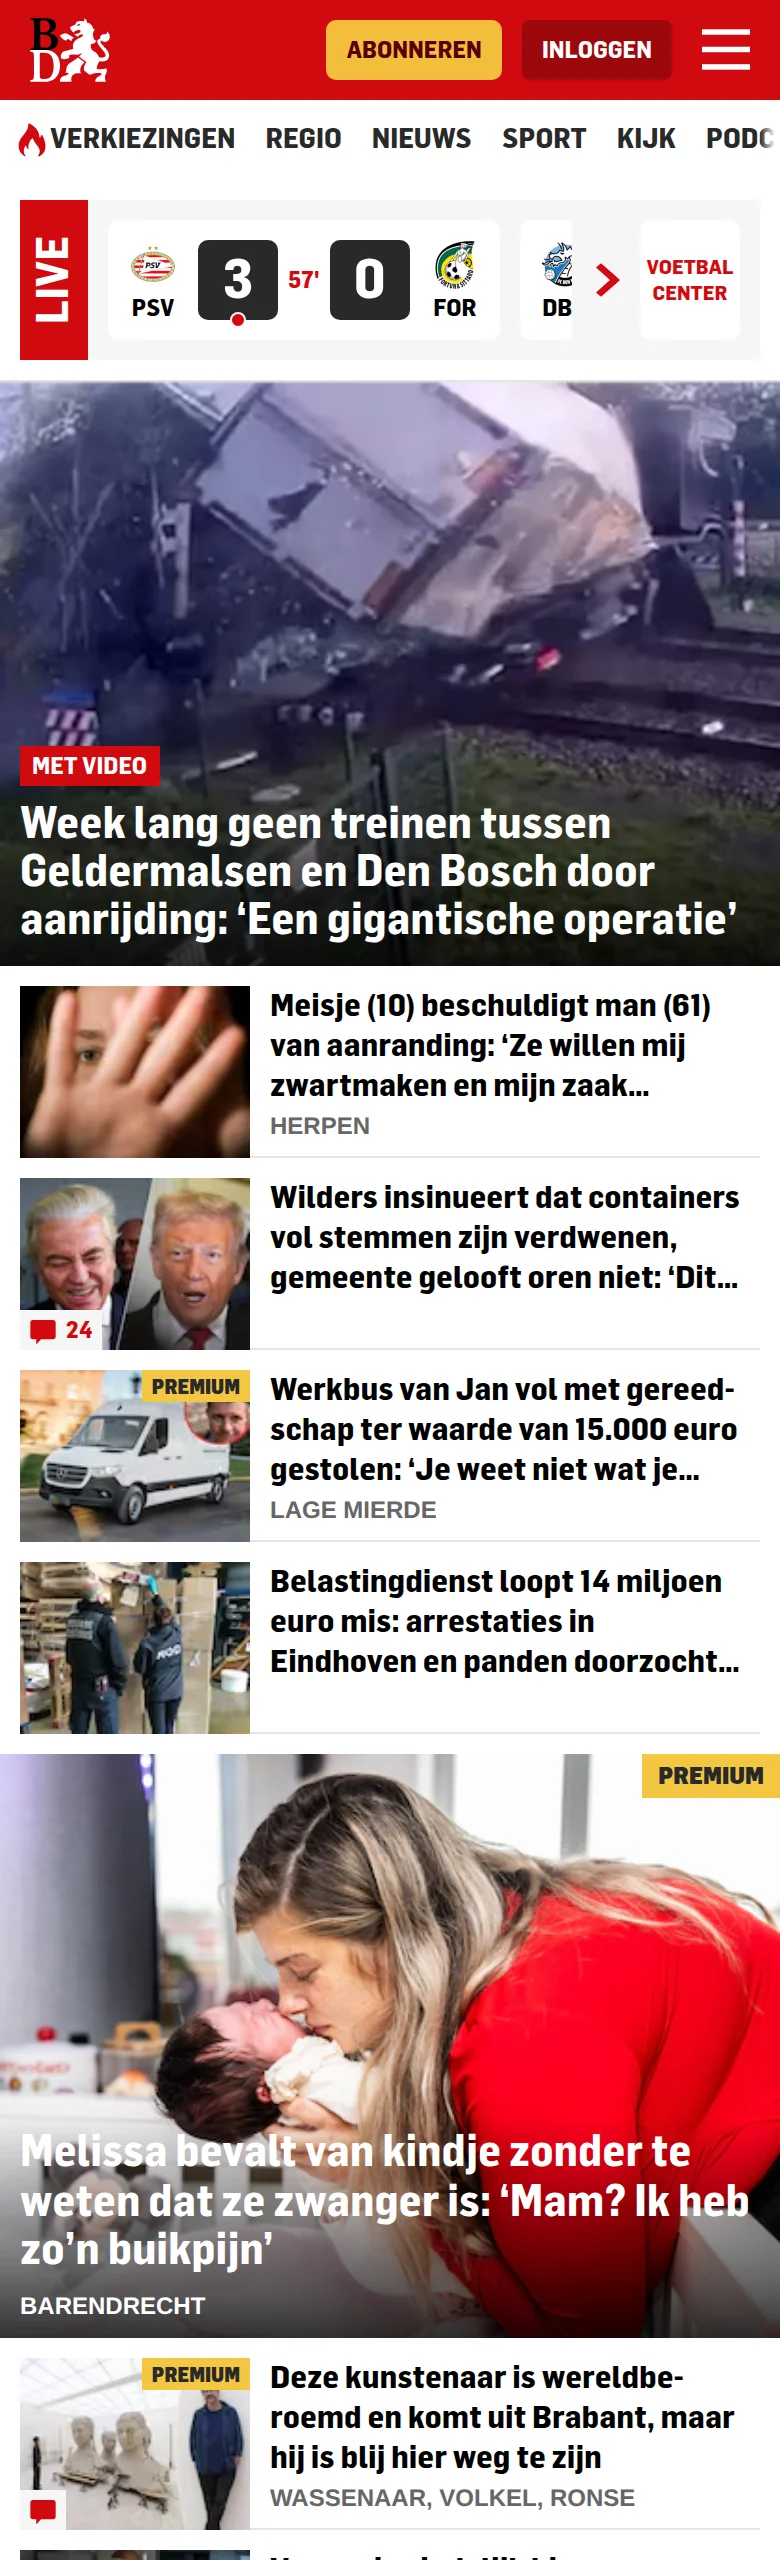 BD
ABONNEREN
INLOGGEN
VERKIEZINGEN REGIO NIEUWS SPORT KIJK PODC
LIVE
PSV
PSV
3
57'
0
FORTUNA SITTARD
FOR
DB
VOETBAL
CENTER
MET VIDEO
Week lang geen treinen tussen
Geldermalsen en Den Bosch door
aanrijding: ‘Een gigantische operatie’
Meisje (10) beschuldigt man (61)
van aanranding: ‘Ze willen mij
zwartmaken en mijn zaak...
HERPEN
Wilders insinueert dat containers
vol stemmen zijn verdwenen,
gemeente gelooft oren niet: ‘Dit...
24
PREMIUM
Werkbus van Jan vol met gereed-
schap ter waarde van 15.000 euro
gestolen: ‘Je weet niet wat je...
LAGE MIERDE
Belastingdienst loopt 14 miljoen
euro mis: arrestaties in
Eindhoven en panden doorzocht...
PREMIUM
Melissa bevalt van kindje zonder te
weten dat ze zwanger is: ‘Mam? Ik heb
zo’n buikpijn’
BARENDRECHT
PREMIUM
Deze kunstenaar is wereldbe-
roemd en komt uit Brabant, maar
hij is blij hier weg te zijn
WASSENAAR, VOLKEL, RONSE